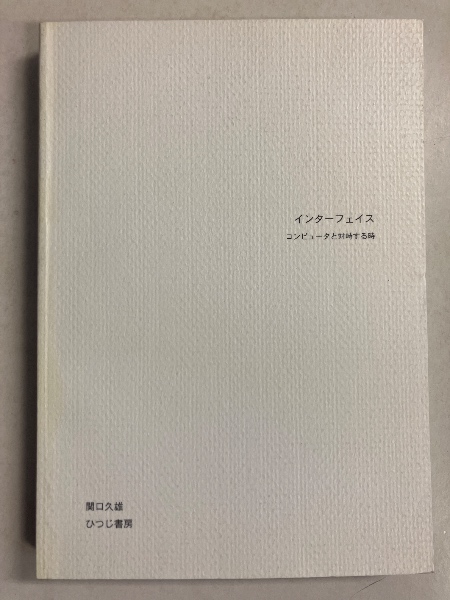 インターフェイス
コンピュータと対峙する時
関口久雄
ひつじ書房